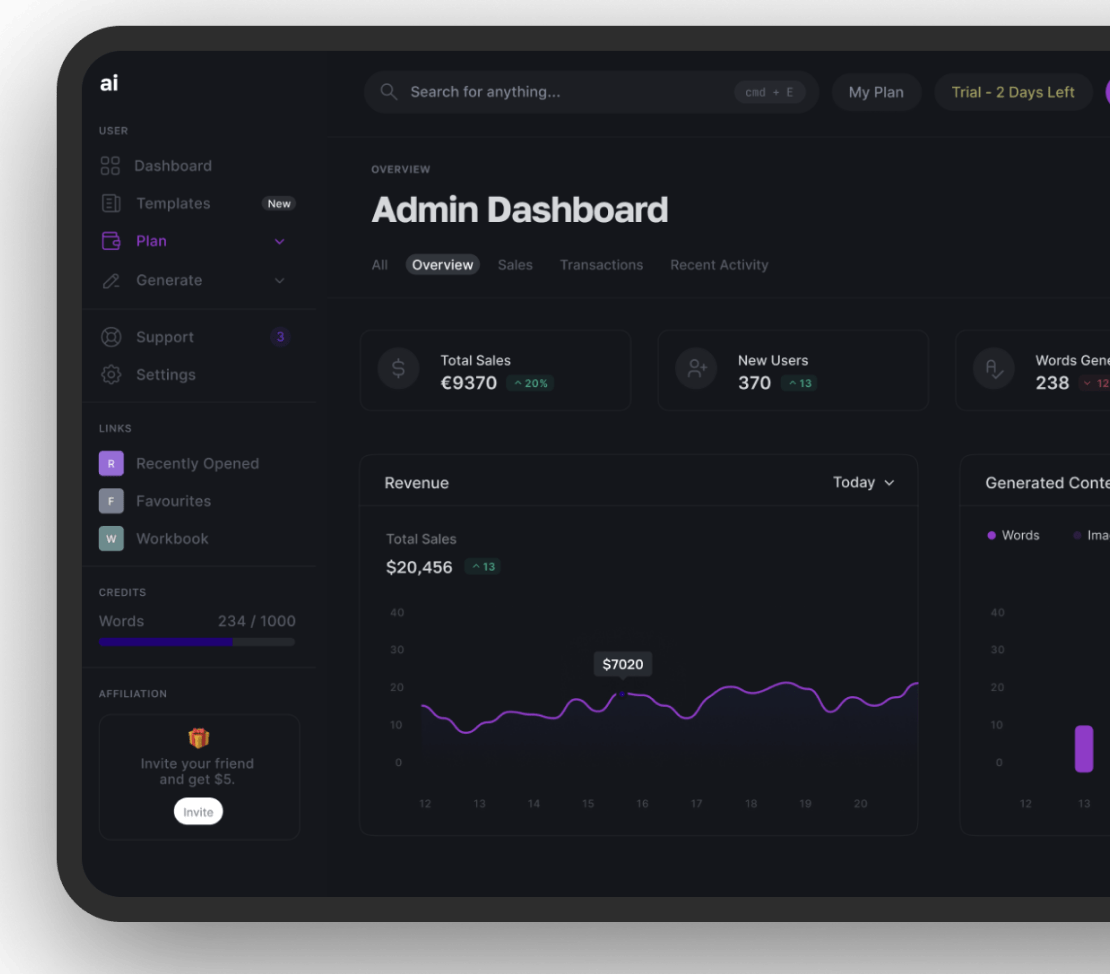 ai
USER
Dashboard
Templates New
Plan
Generate
Support 3
Settings
LINKS
R Recently Opened
F Favourites
W Workbook
CREDITS
Words 234 / 1000
AFFILIATION
Invite your friend
and get $5.
Invite
Search for anything... cmd + E
My Plan
Trial - 2 Days Left
OVERVIEW
Admin Dashboard
All Overview Sales Transactions Recent Activity
Total Sales
€9370 20%
New Users
370 13
Words Gene
238 12
Revenue Today
Total Sales
$20,456 13
40
30
20
10
0
$7020
12 13 14 15 16 17 18 19 20
Generated Conte
Words Ima
40
30
20
10
0
12 13